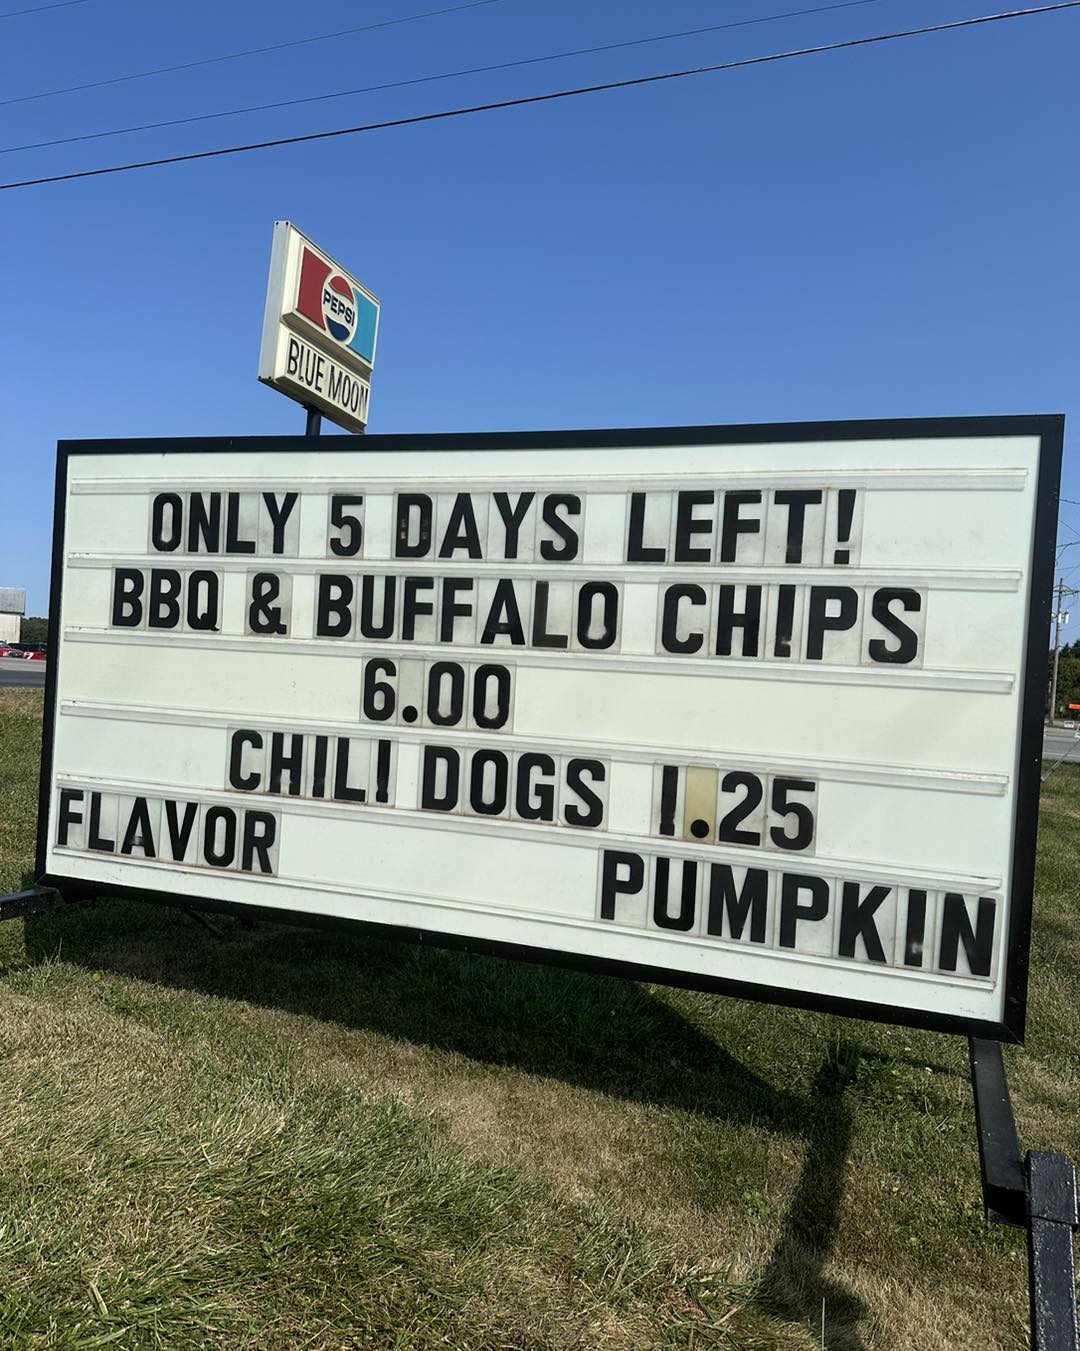 PEPSI
BLUE MOON
ONLY 5 DAYS LEFT!
BBQ & BUFFALO CHIPS
6.00
CHILI DOGS 1.25
FLAVOR
PUMPKIN